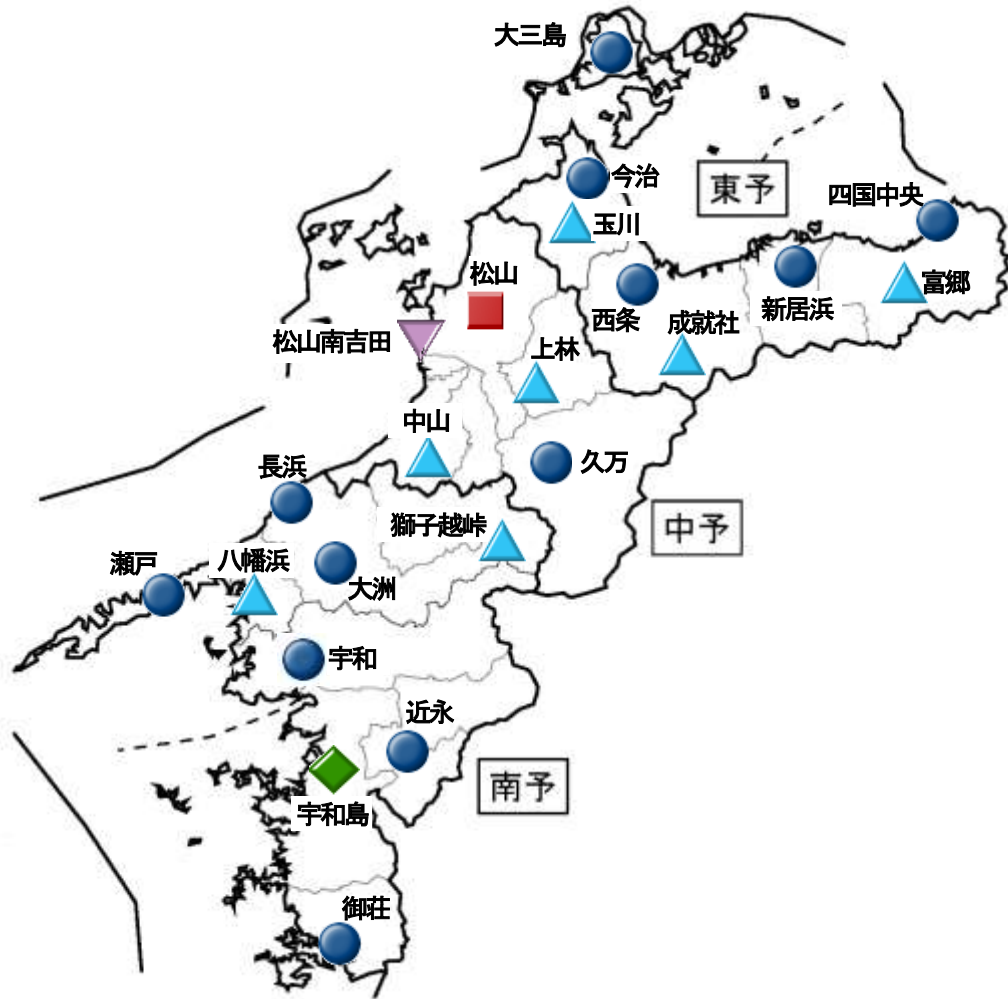 大三島
今治
東予
四国中央
玉川
松山
富郷
新居浜
西条
成就社
松山南吉田
上林
中山
久万
長浜
獅子越峠
中予
瀬戸
八幡浜
大洲
宇和
近永
南予
宇和島
御荘